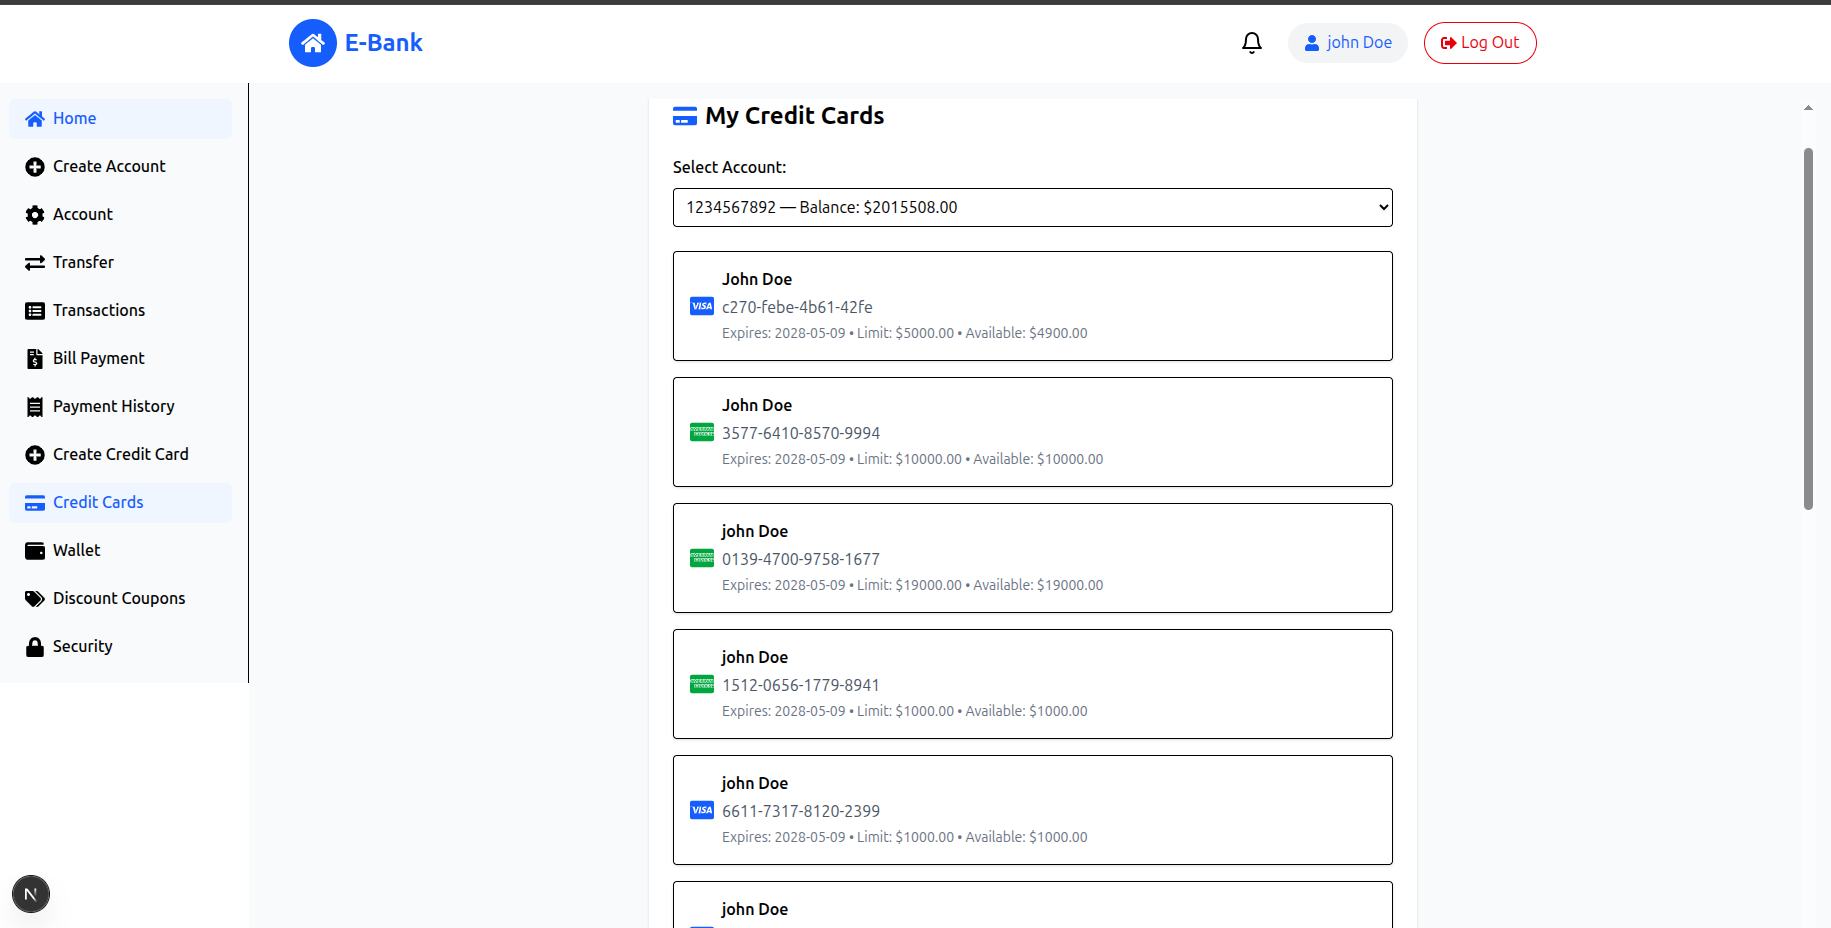 E-Bank
john Doe
Log Out
Home
Create Account
Account
Transfer
Transactions
Bill Payment
Payment History
Create Credit Card
Credit Cards
Wallet
Discount Coupons
Security
N
My Credit Cards
Select Account:
1234567892 — Balance: $2015508.00
John Doe
VISA
c270-febe-4b61-42fe
Expires: 2028-05-09 • Limit: $5000.00 • Available: $4900.00
John Doe
3577-6410-8570-9994
Expires: 2028-05-09 • Limit: $10000.00 • Available: $10000.00
john Doe
0139-4700-9758-1677
Expires: 2028-05-09 • Limit: $19000.00 • Available: $19000.00
john Doe
1512-0656-1779-8941
Expires: 2028-05-09 • Limit: $1000.00 • Available: $1000.00
john Doe
VISA
6611-7317-8120-2399
Expires: 2028-05-09 • Limit: $1000.00 • Available: $1000.00
john Doe